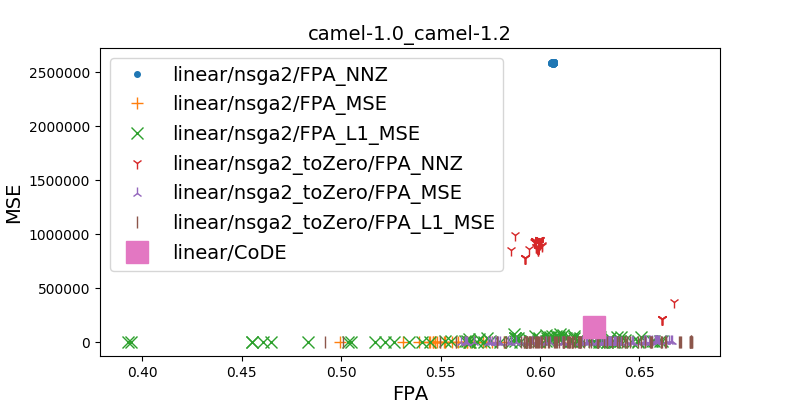 camel-1.0_camel-1.2
MSE
2500000
2000000
1500000
1000000
500000
0
linear/nsga2/FPA_NNZ
linear/nsga2/FPA_MSE
linear/nsga2/FPA_L1_MSE
linear/nsga2_toZero/FPA_NNZ
linear/nsga2_toZero/FPA_MSE
linear/nsga2_toZero/FPA_L1_MSE
linear/CoDE
0.40 0.45 0.50 0.55 0.60 0.65
FPA